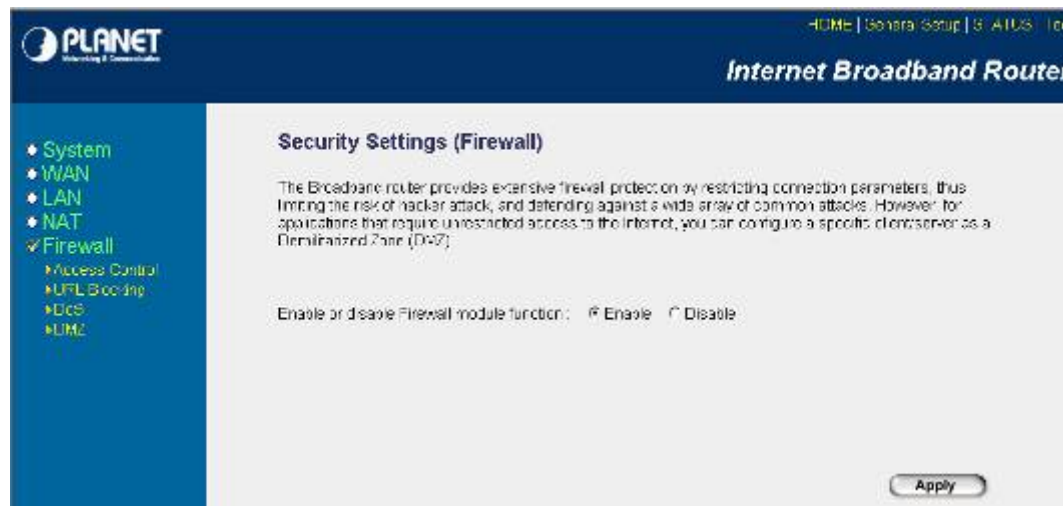 PLANET
Networking & Communication
HOME | General Setup | STATUS | To
Internet Broadband Router
System
WAN
LAN
NAT
Firewall
Access Control
URL Blocking
DoS
DMZ
Security Settings (Firewall)
The Broadband router provides extensive firewall protection by restricting connection parameters, thus
limiting the risk of hacker attack, and defending against a wide array of common attacks. However, for
applications that require unrestricted access to the Internet, you can configure a specific client/server as a
Demilitarized Zone (DMZ).
Enable or disable Firewall module function : Enable Disable
Apply